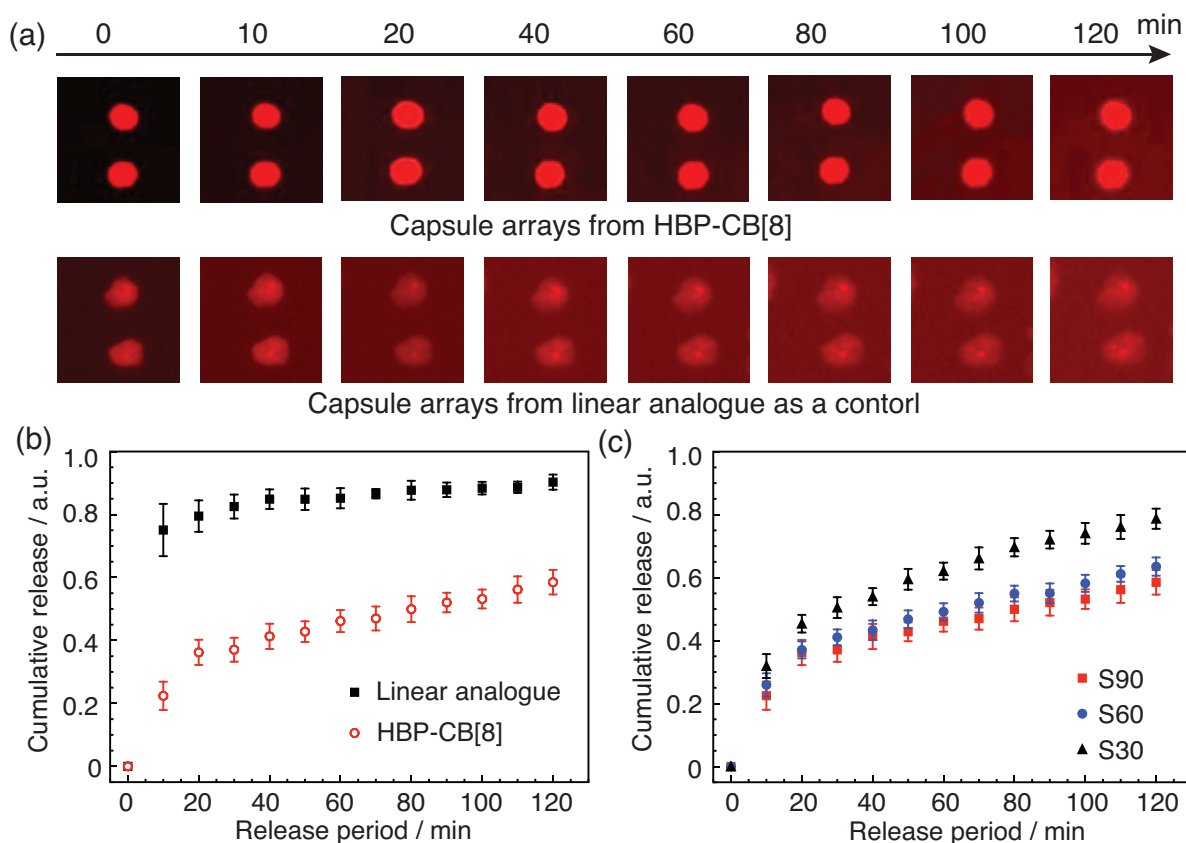 (a) 0 10 20 40 60 80 100 120 min
Capsule arrays from HBP-CB[8]
Capsule arrays from linear analogue as a contorl
(b)
Cumulative release / a.u.
1.0
0.8
0.6
0.4
0.2
0
Linear analogue
HBP-CB[8]
0 20 40 60 80 100 120
Release period / min
(c)
Cumulative release / a.u.
1.0
0.8
0.6
0.4
0.2
0
S90
S60
S30
0 20 40 60 80 100 120
Release period / min